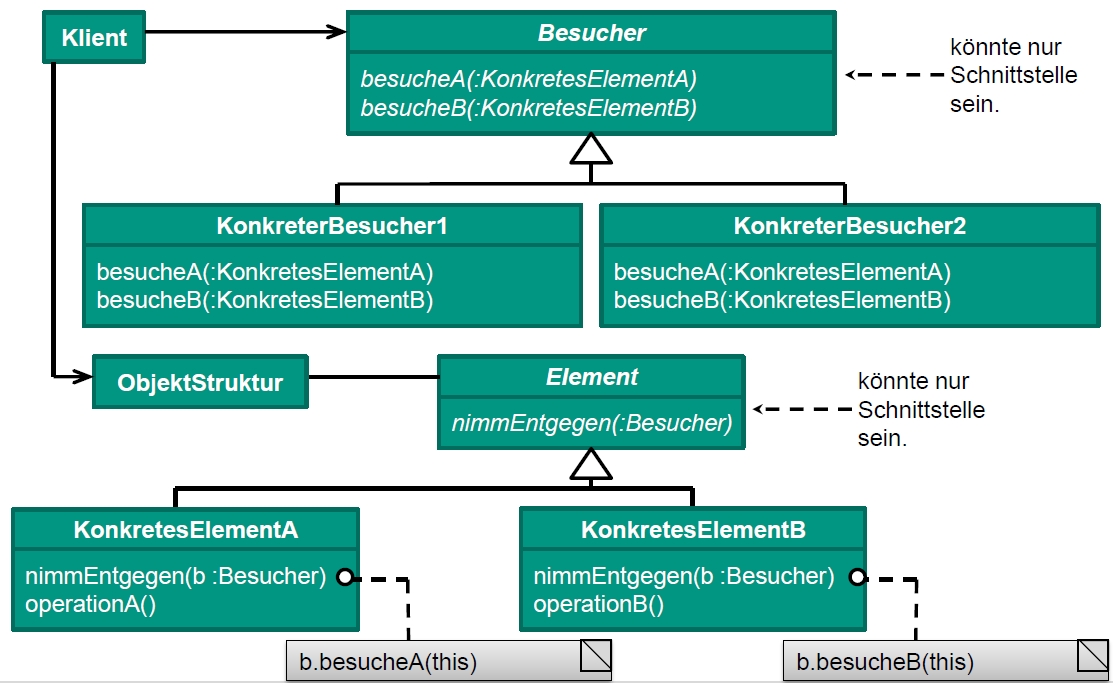 Klient
Besucher
besucheA(:KonkretesElementA)
besucheB(:KonkretesElementB)
könnte nur
Schnittstelle
sein.
KonkreterBesucher1
besucheA(:KonkretesElementA)
besucheB(:KonkretesElementB)
KonkreterBesucher2
besucheA(:KonkretesElementA)
besucheB(:KonkretesElementB)
ObjektStruktur
Element
nimmEntgegen(:Besucher)
könnte nur
Schnittstelle
sein.
KonkretesElementA
nimmEntgegen(b :Besucher)
operationA()
b.besucheA(this)
KonkretesElementB
nimmEntgegen(b :Besucher)
operationB()
b.besucheB(this)